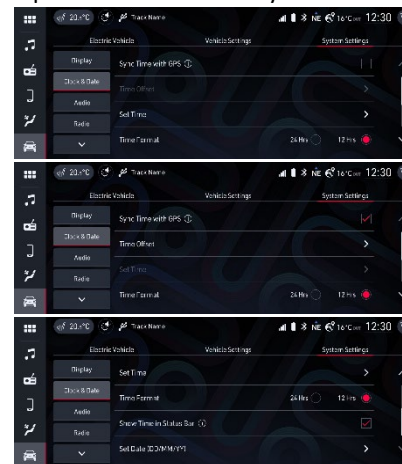 20.5°C Track Name NE 16°C 12:30
Electric Vehicle Vehicle Settings System Settings
Display Sync Time with GPS
Clock & Date Time Offset
Audio Set Time
Radio Time Format 24 Hrs 12 Hrs
Track Name NE 16°C 12:30
Electric Vehicle Vehicle Settings System Settings
Display Sync Time with GPS
Clock & Date Time Offset
Audio Set Time
Radio Time Format 24 Hrs 12 Hrs
Track Name NE 16°C 12:30
Electric Vehicle Vehicle Settings System Settings
Display Set Time
Clock & Date Time Format 24 Hrs 12 Hrs
Audio Show Time in Status Bar
Radio Set Date (DD/MM/YY)